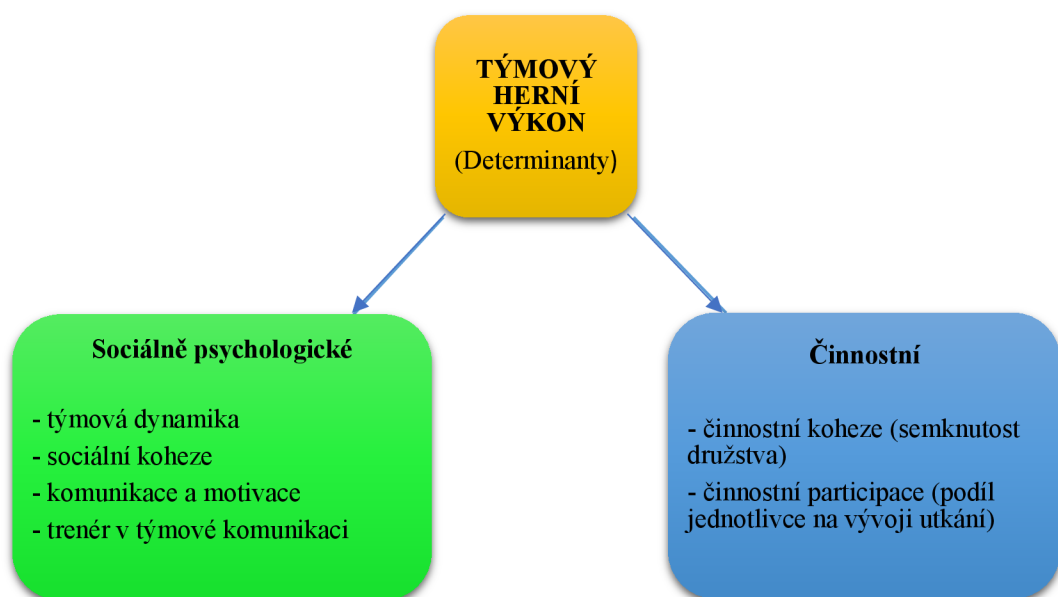 TÝMOVÝ
HERNÍ
VÝKON
(Determinanty)
Sociálně psychologické
- týmová dynamika
- sociální koheze
- komunikace a motivace
- trenér v týmové komunikaci
Činnostní
- činnostní koheze (semknutost
družstva)
- činnostní participace (podíl
jednotlivce na vývoji utkání)